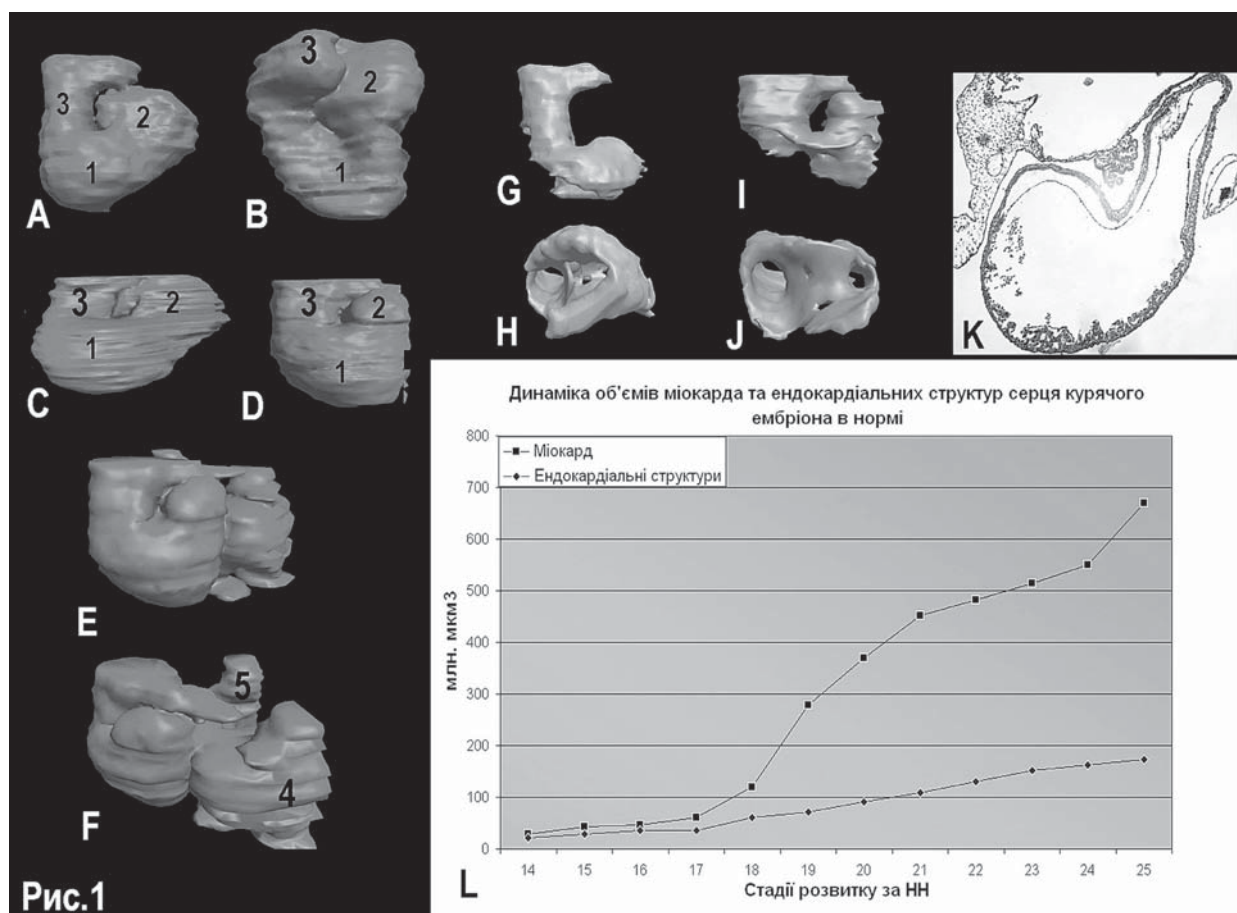 3
2
1
A
3
2
1
B
3
2
1
C
3
2
1
D
E
5
4
F
G
H
I
J
K
Динаміка об'ємів міокарда та ендокардіальних структур серця курячого
ембріона в нормі
Міокард
Ендокардіальні структури
млн. мкм3
800
700
600
500
400
300
200
100
0
14 15 16 17 18 19 20 21 22 23 24 25
Стадії розвитку за НН
L
Рис.1